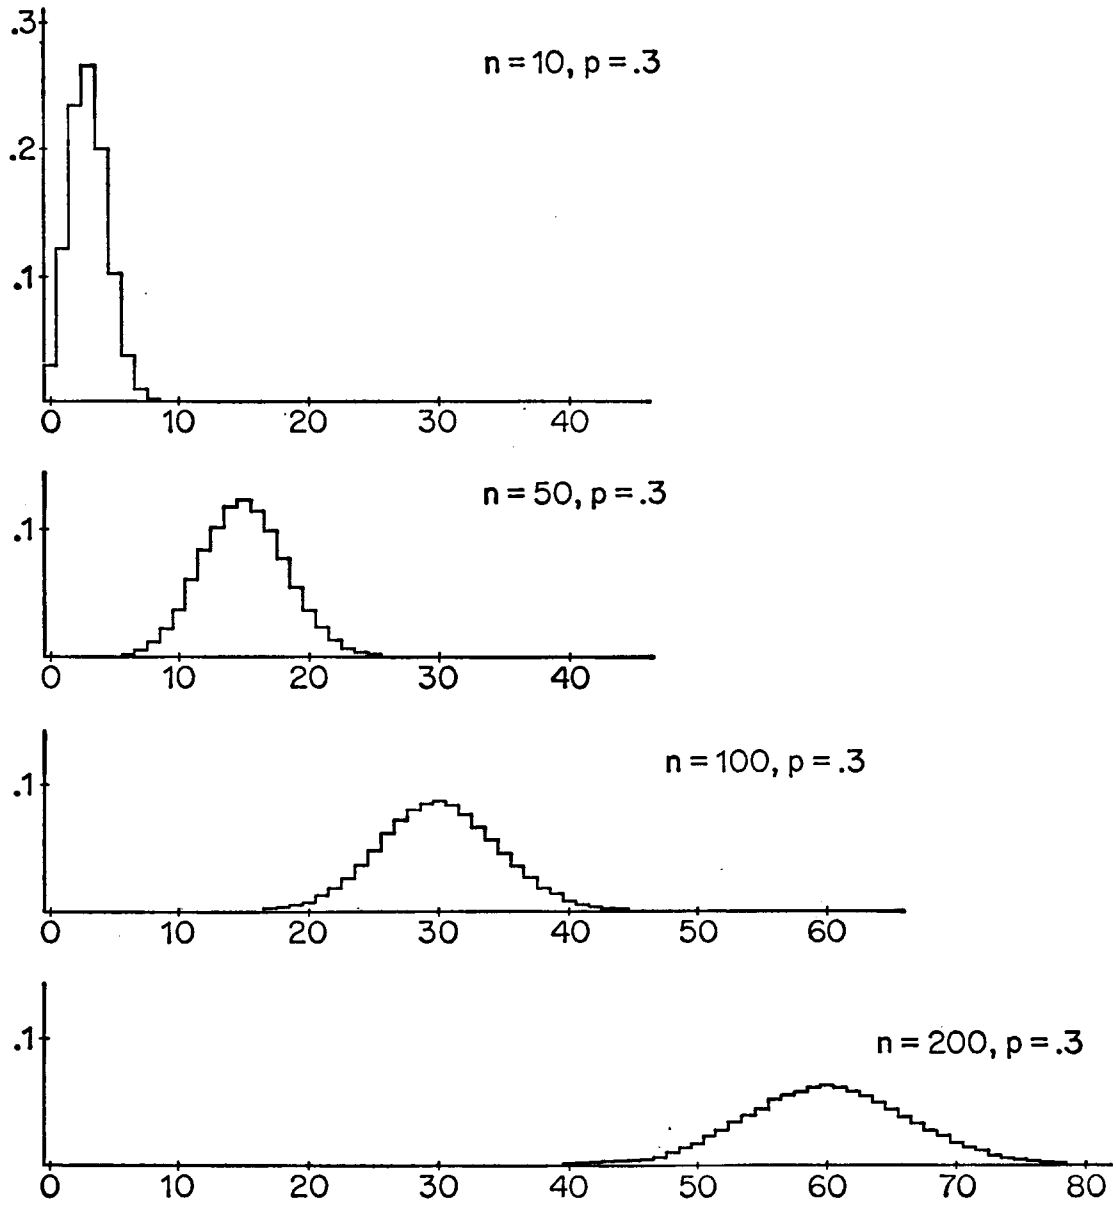 .3
n = 10, p = .3
.2
.1
0 10 20 30 40
n = 50, p = .3
.1
0 10 20 30 40
n = 100, p = .3
.1
0 10 20 30 40 50 60
n = 200, p = .3
.1
0 10 20 30 40 50 60 70 80